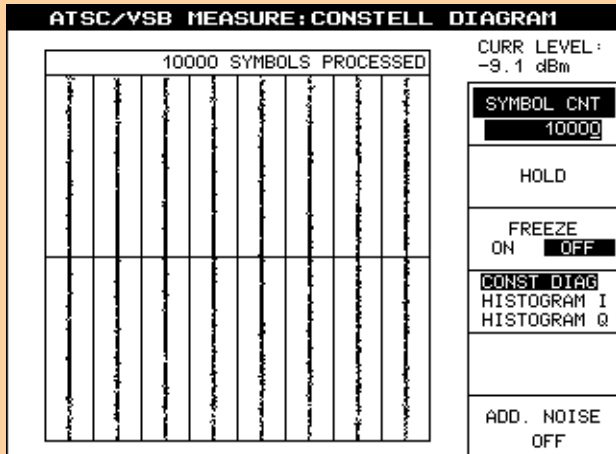 ATSC/VSB MEASURE:CONSTELL DIAGRAM
CURR LEVEL:
-9.1 dBm
10000 SYMBOLS PROCESSED
SYMBOL CNT
10000
HOLD
FREEZE
ON OFF
CONST DIAG
HISTOGRAM I
HISTOGRAM Q
ADD. NOISE
OFF